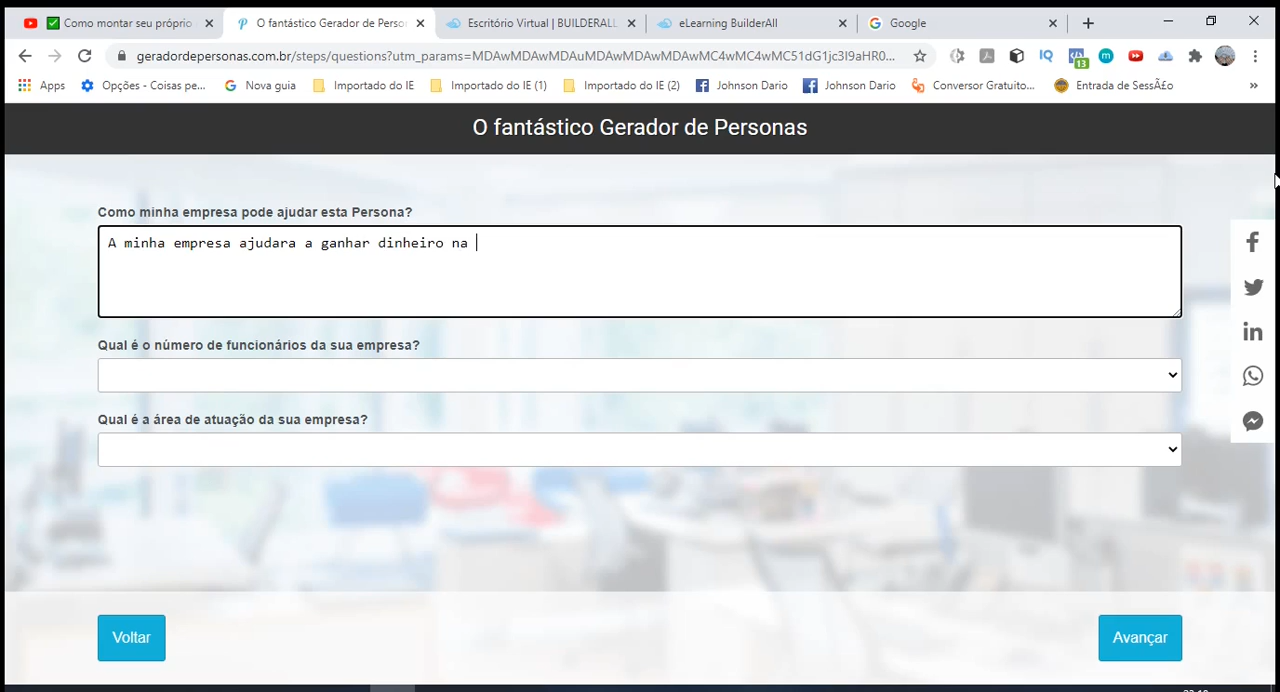 Como montar seu próprio
O fantástico Gerador de Person
Escritório Virtual | BUILDERALL
eLearning BuilderAll
Google
geradordepersonas.com.br/steps/questions?utm_params=MDAwMDAwMDAuMDAwMDAwMDAwMC4wMC4wMC51dG1jc3I9aHR0...
IQ
13
m
Apps
Opções - Coisas pe...
Nova guia
Importado do IE
Importado do IE (1)
Importado do IE (2)
Johnson Dario
Johnson Dario
Conversor Gratuito...
Entrada de SessÃ£o
»
O fantástico Gerador de Personas
Como minha empresa pode ajudar esta Persona?
A minha empresa ajudara a ganhar dinheiro na
Qual é o número de funcionários da sua empresa?
Qual é a área de atuação da sua empresa?
Voltar
Avançar